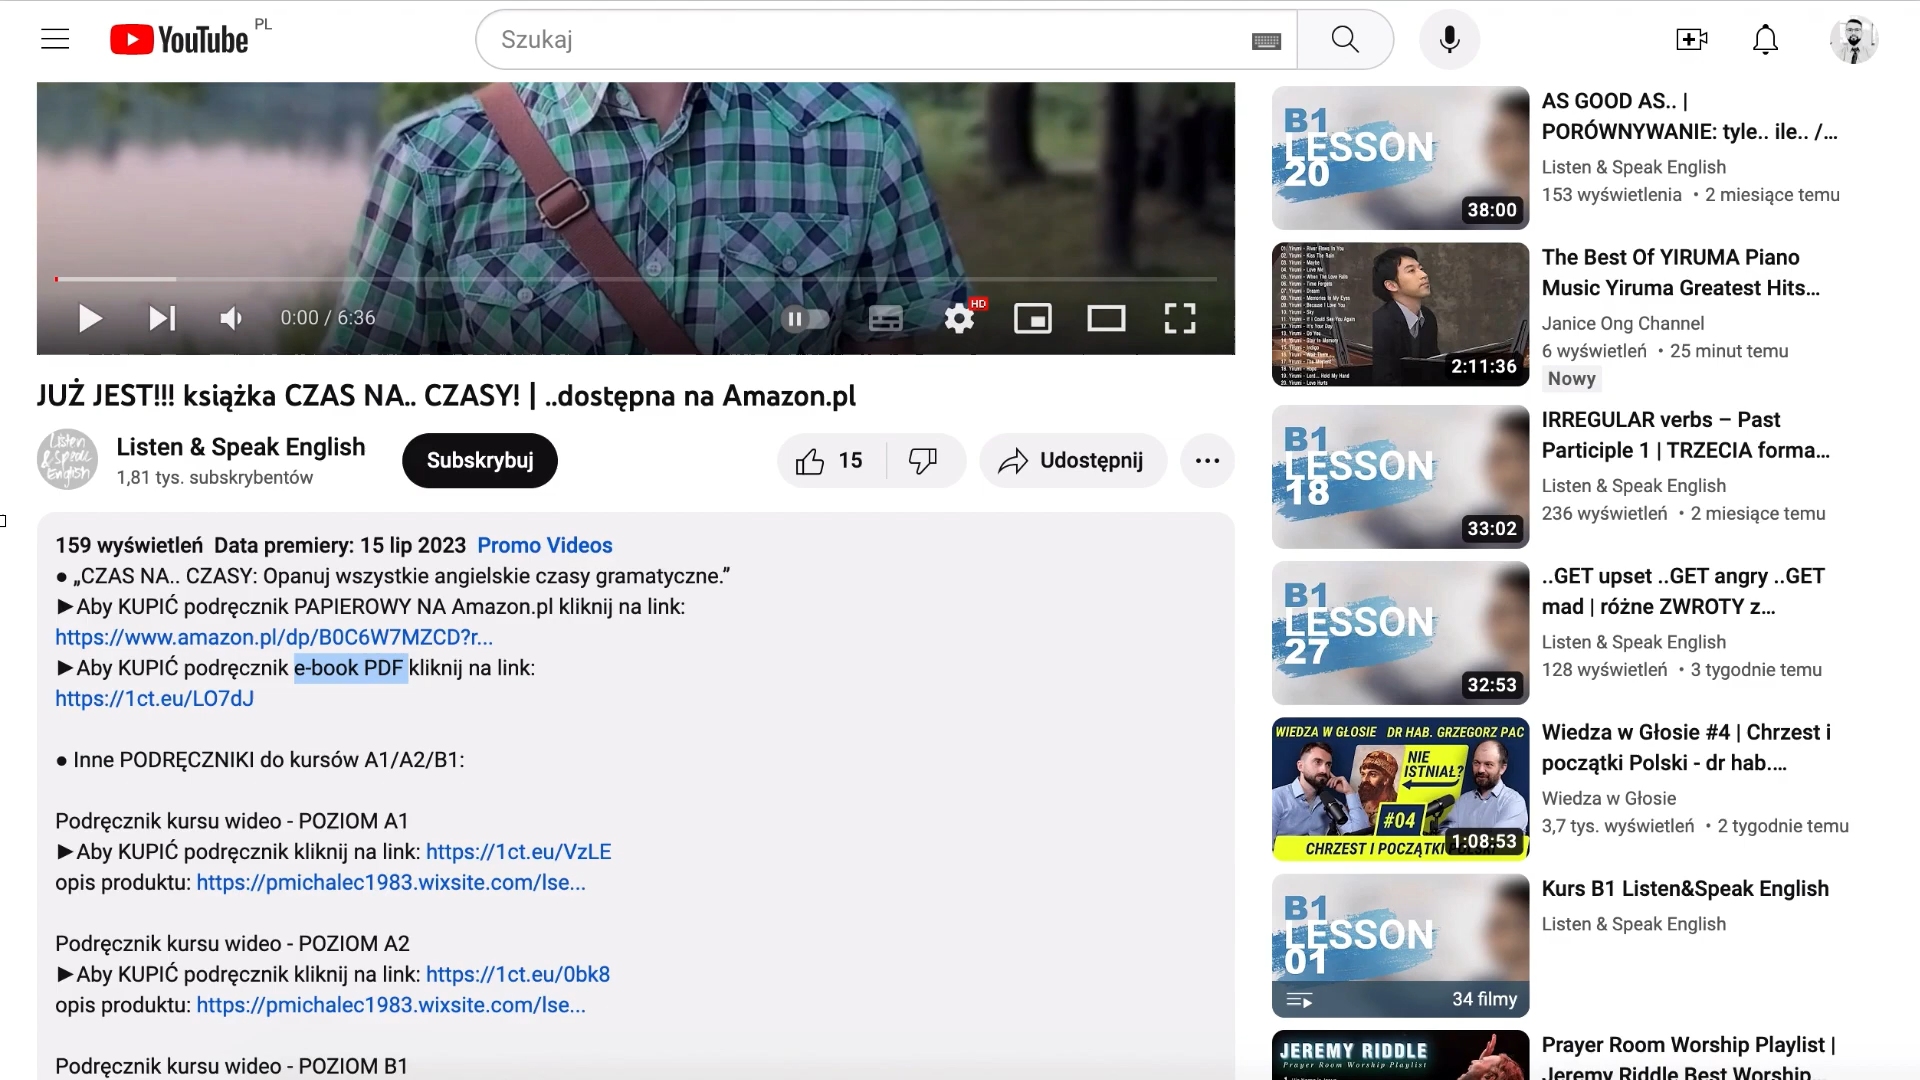 YouTube PL
Szukaj
0:00 / 6:36
HD
JUŻ JEST!!! książka CZAS NA.. CZASY! | ..dostępna na Amazon.pl
Listen & Speak English
Listen & Speak English
1,81 tys. subskrybentów
Subskrybuj
15
Udostępnij
159 wyświetleń Data premiery: 15 lip 2023 Promo Videos
● „CZAS NA.. CZASY: Opanuj wszystkie angielskie czasy gramatyczne.”
►Aby KUPIĆ podręcznik PAPIEROWY NA Amazon.pl kliknij na link:
https://www.amazon.pl/dp/B0C6W7MZCD?r...
►Aby KUPIĆ podręcznik e-book PDF kliknij na link:
https://1ct.eu/LO7dJ
● Inne PODRĘCZNIKI do kursów A1/A2/B1:
Podręcznik kursu wideo - POZIOM A1
►Aby KUPIĆ podręcznik kliknij na link: https://1ct.eu/VzLE
opis produktu: https://pmichalec1983.wixsite.com/lse...
Podręcznik kursu wideo - POZIOM A2
►Aby KUPIĆ podręcznik kliknij na link: https://1ct.eu/0bk8
opis produktu: https://pmichalec1983.wixsite.com/lse...
Podręcznik kursu wideo - POZIOM B1
B1
LESSON
20
38:00
AS GOOD AS.. |
PORÓWNYWANIE: tyle.. ile.. /...
Listen & Speak English
153 wyświetlenia • 2 miesiące temu
2:11:36
The Best Of YIRUMA Piano
Music Yiruma Greatest Hits...
Janice Ong Channel
6 wyświetleń • 25 minut temu
Nowy
B1
LESSON
18
33:02
IRREGULAR verbs – Past
Participle 1 | TRZECIA forma...
Listen & Speak English
236 wyświetleń • 2 miesiące temu
B1
LESSON
27
32:53
..GET upset ..GET angry ..GET
mad | różne ZWROTY z...
Listen & Speak English
128 wyświetleń • 3 tygodnie temu
WIEDZA W GŁOSIE DR HAB. GRZEGORZ PAC
NIE
ISTNIAŁ?
#04
CHRZEST I POCZĄTKI POLSKI
1:08:53
Wiedza w Głosie #4 | Chrzest i
początki Polski - dr hab....
Wiedza w Głosie
3,7 tys. wyświetleń • 2 tygodnie temu
B1
LESSON
01
34 filmy
Kurs B1 Listen&Speak English
Listen & Speak English
JEREMY RIDDLE
Prayer Room Worship Playlist
Prayer Room Worship Playlist |
Jeremy Riddle Best Worship...